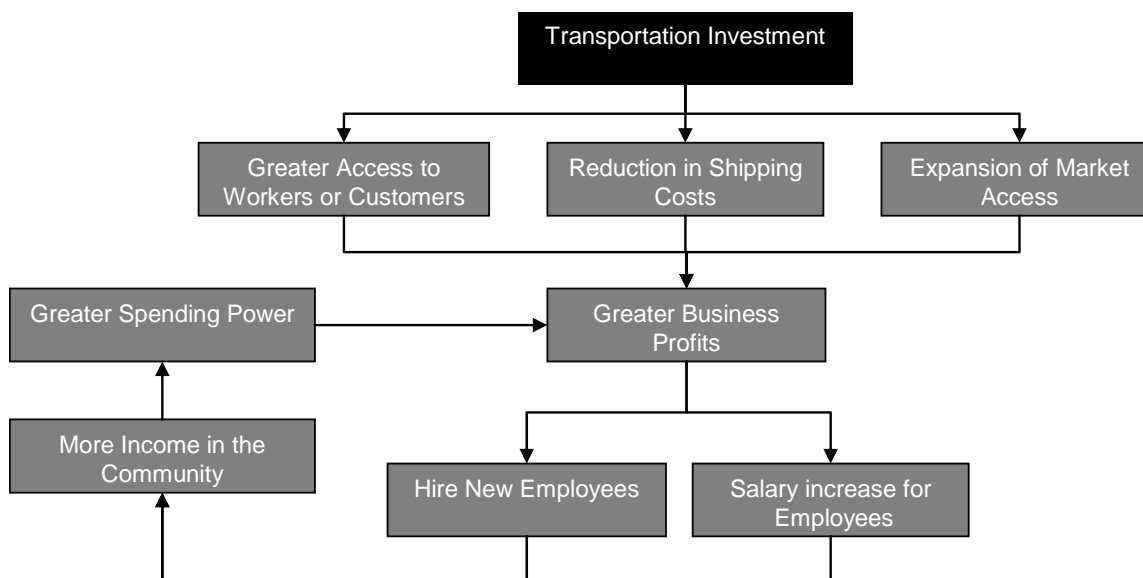 Transportation Investment
Greater Access to
Workers or Customers
Reduction in Shipping
Costs
Expansion of Market
Access
Greater Spending Power
Greater Business
Profits
More Income in the
Community
Hire New Employees
Salary increase for
Employees